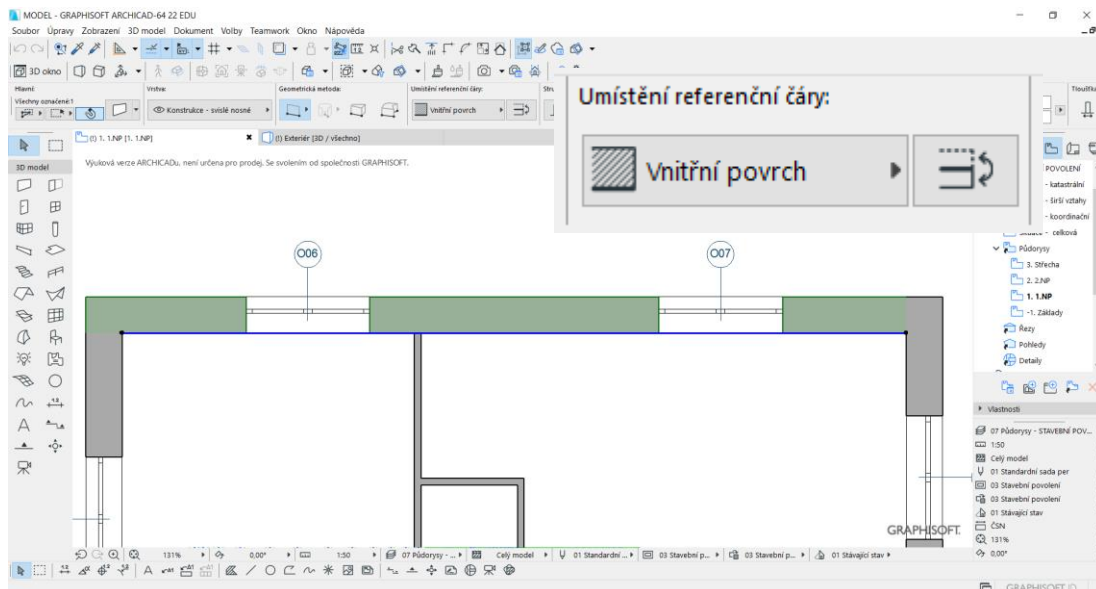 MODEL - GRAPHISOFT ARCHICAD-64 22 EDU
Soubor Úpravy Zobrazení 3D model Dokument Volby Teamwork Okno Nápověda
3D okno
Hlavní:
Všechny označené:1
Vrstva:
Konstrukce - svislé nosné
Geometrická metoda:
Umístění referenční čáry:
Vnitřní povrch
Tloušťka
Umístění referenční čáry:
Vnitřní povrch
(!) 1. 1.NP [1. 1.NP]
(!) Exteriér [3D / všechno]
3D model
Výuková verze ARCHICADu, není určena pro prodej. Se svolením od společnosti GRAPHISOFT.
O06
O07
POVOLENÍ
- katastrální
- širší vztahy
- koordinační
Situace - celková
Půdorysy
3. Střecha
2. 2.NP
1. 1.NP
-1. Základy
Řezy
Pohledy
Detaily
Vlastnosti
07 Půdorysy - STAVEBNÍ POV...
1:50
Celý model
01 Standardní sada per
03 Stavební povolení
03 Stavební povolení
01 Stávající stav
ČSN
131%
0,00°
GRAPHISOFT.
131%
0,00°
1:50
07 Půdorysy - ...
Celý model
01 Standardní ...
03 Stavební p...
03 Stavební p...
01 Stávající stav
GRAPHISOFT ID